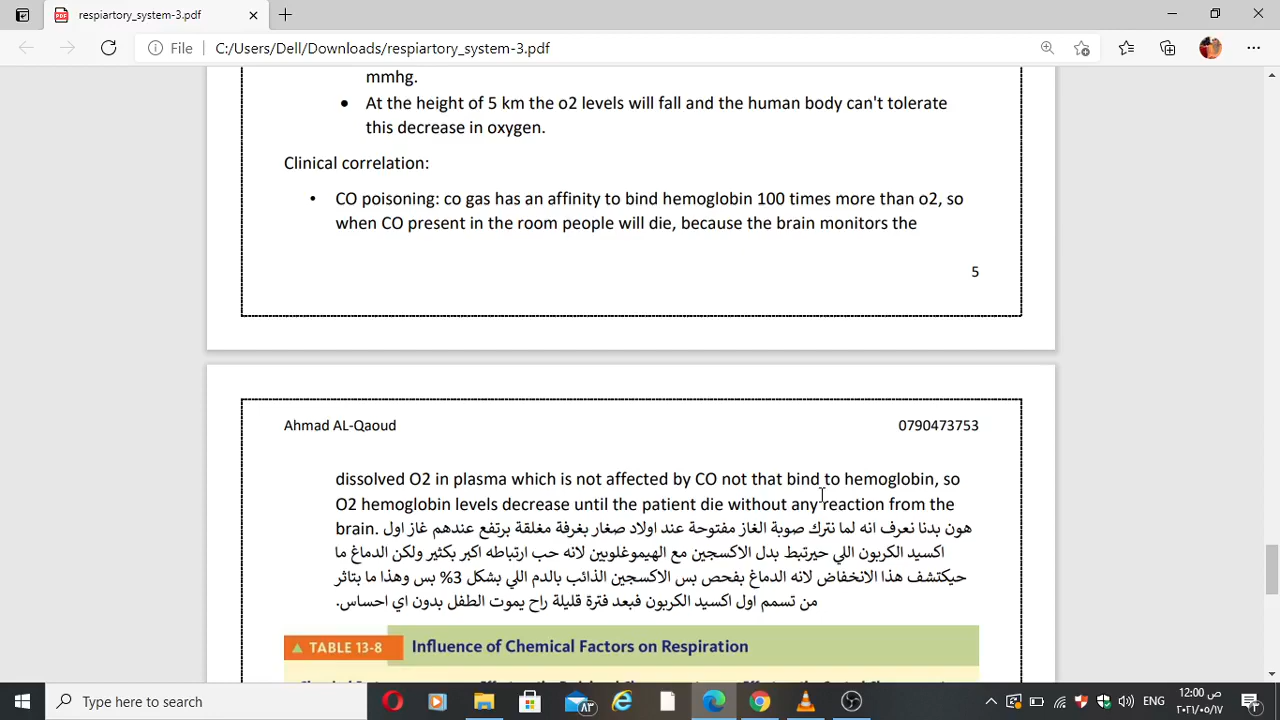 respiartory_system-3.pdf
File
C:/Users/Dell/Downloads/respiartory_system-3.pdf
mmhg.
• At the height of 5 km the o2 levels will fall and the human body can't tolerate
this decrease in oxygen.
Clinical correlation:
• CO poisoning: co gas has an affinity to bind hemoglobin 100 times more than o2, so
when CO present in the room people will die, because the brain monitors the
5
Ahmad AL-Qaoud 0790473753
dissolved O2 in plasma which is not affected by CO not that bind to hemoglobin, so
O2 hemoglobin levels decrease until the patient die without any reaction from the
brain. هون بدنا نعرف انه لما نترك صوبة الغاز مفتوحة عند اولاد صغار بغرفة مغلقة برتفع عندهم غاز اول
اكسيد الكربون اللي حيرتبط بدل الاكسجين مع الهيموغلوبين لانه حب ارتباطه اكبر بكثير ولكن الدماغ ما
حيكتشف هذا الانخفاض لانه الدماغ بفحص بس الاكسجين الذائب بالدم اللي بشكل 3% بس وهذا ما بتاثر
من تسمم اول اكسيد الكربون فبعد فترة قليلة راح يموت الطفل بدون اي احساس.
TABLE 13-8 Influence of Chemical Factors on Respiration
Type here to search
٨٣
ENG
12:00 ص
٢٠٢١/٠٥/١٧